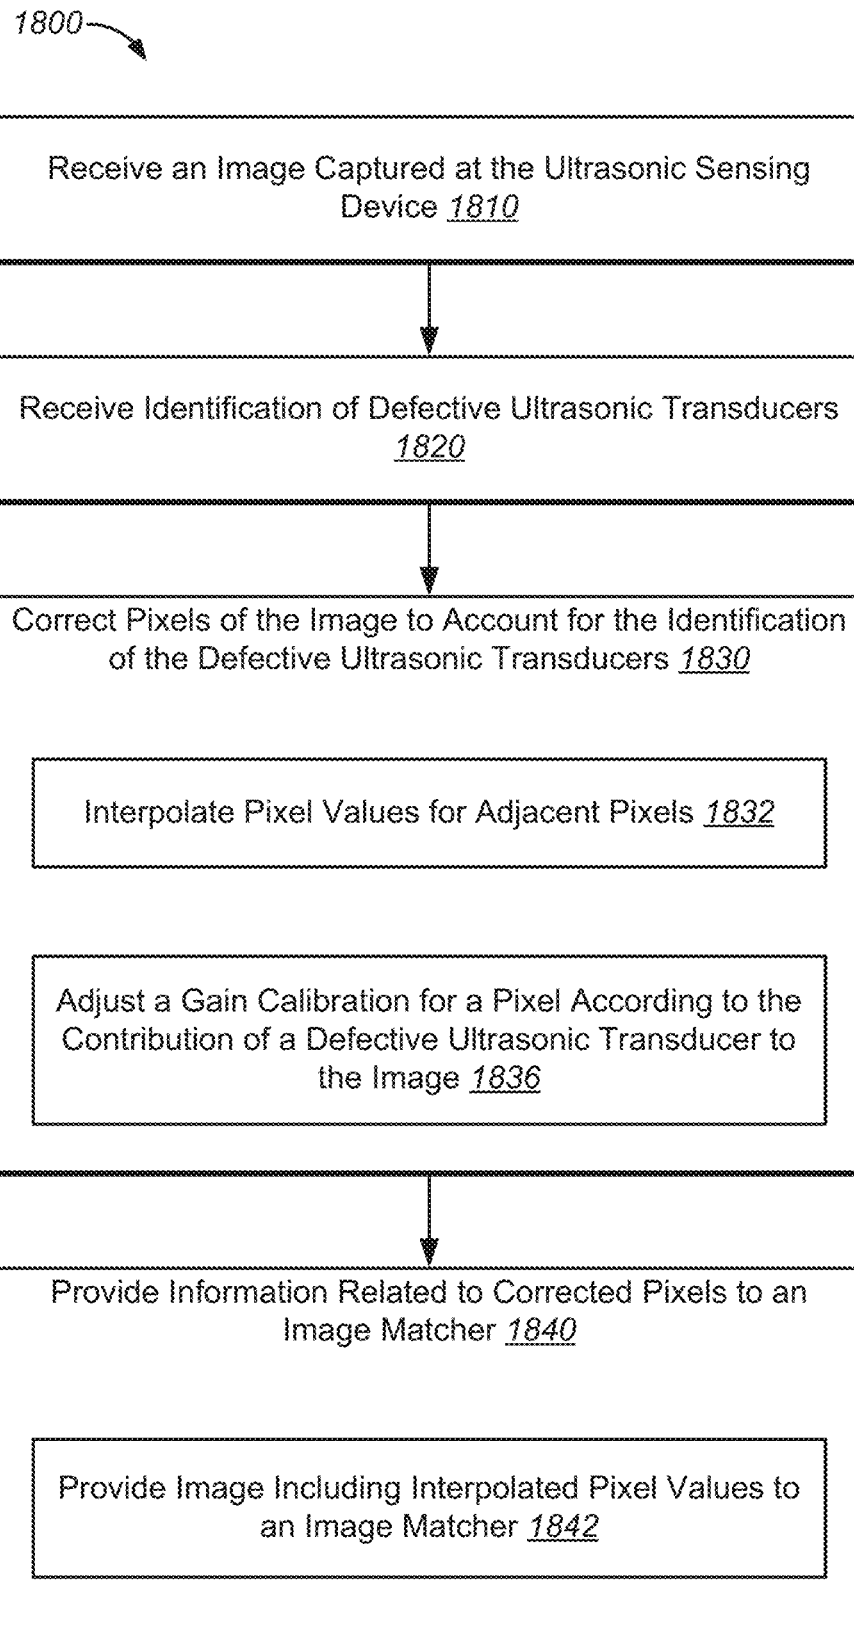 1800
Receive an Image Captured at the Ultrasonic Sensing
Device 1810
Receive Identification of Defective Ultrasonic Transducers
1820
Correct Pixels of the Image to Account for the Identification
of the Defective Ultrasonic Transducers 1830
Interpolate Pixel Values for Adjacent Pixels 1832
Adjust a Gain Calibration for a Pixel According to the
Contribution of a Defective Ultrasonic Transducer to
the Image 1836
Provide Information Related to Corrected Pixels to an
Image Matcher 1840
Provide Image Including Interpolated Pixel Values to
an Image Matcher 1842